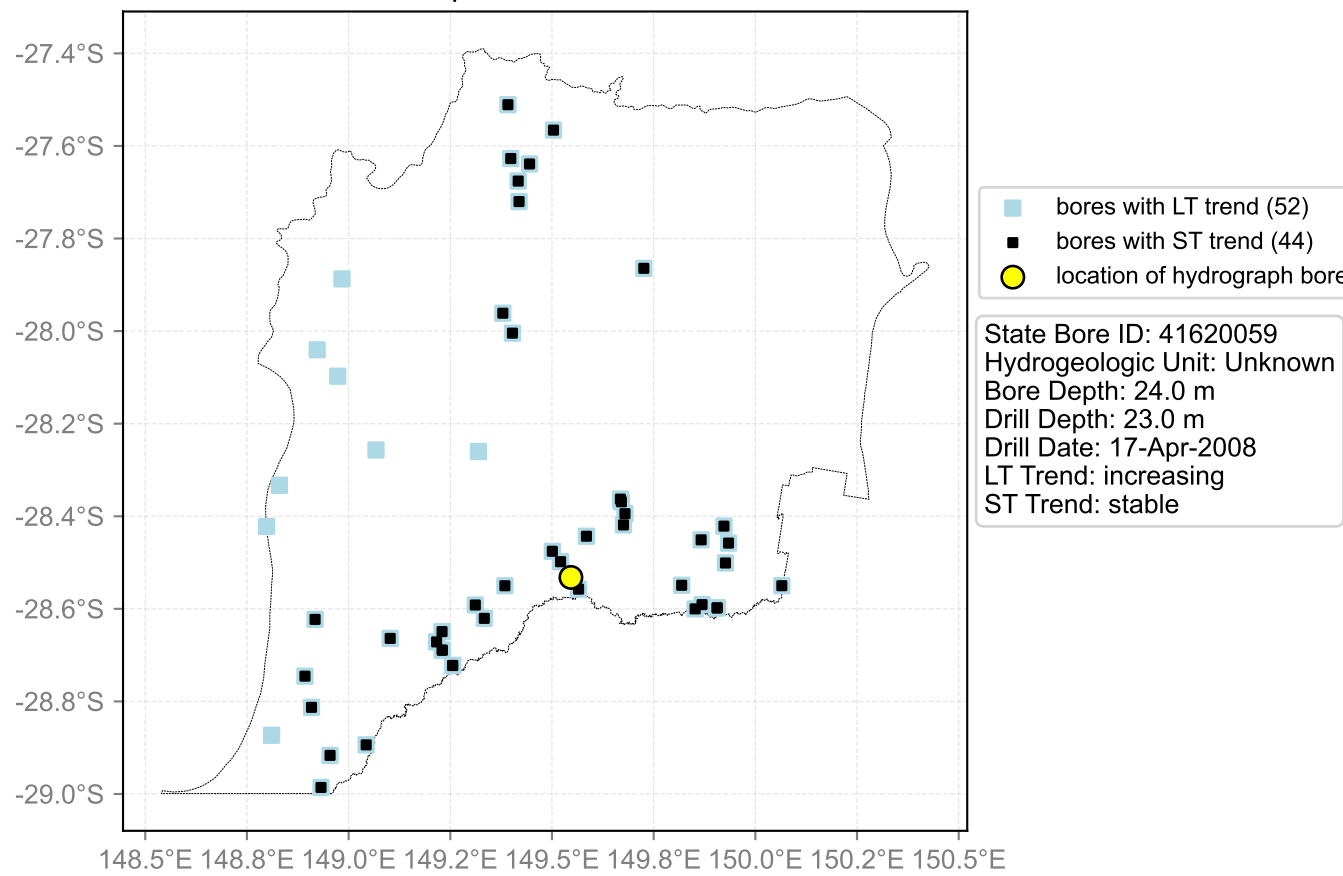 -27.4°S
-27.6°S
-27.8°S
-28.0°S
-28.2°S
-28.4°S
-28.6°S
-28.8°S
-29.0°S
148.5°E 148.8°E 149.0°E 149.2°E 149.5°E 149.8°E 150.0°E 150.2°E 150.5°E
bores with LT trend (52)
bores with ST trend (44)
location of hydrograph bore
State Bore ID: 41620059
Hydrogeologic Unit: Unknown
Bore Depth: 24.0 m
Drill Depth: 23.0 m
Drill Date: 17-Apr-2008
LT Trend: increasing
ST Trend: stable